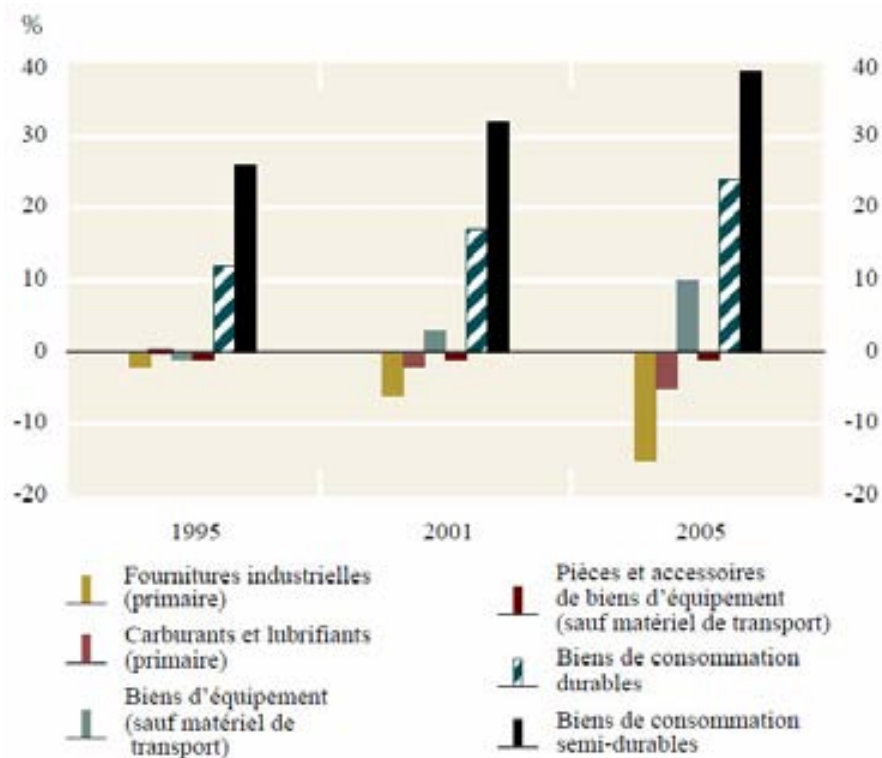 %
40 40
30 30
20 20
10 10
0 0
-10 -10
-20 -20
1995 2001 2005
Fournitures industrielles
(primaire)
Carburants et lubrifiants
(primaire)
Biens d'équipement
(sauf matériel de
transport)
Pièces et accessoires
de biens d'équipement
(sauf matériel de transport)
Biens de consommation
durables
Biens de consommation
semi-durables